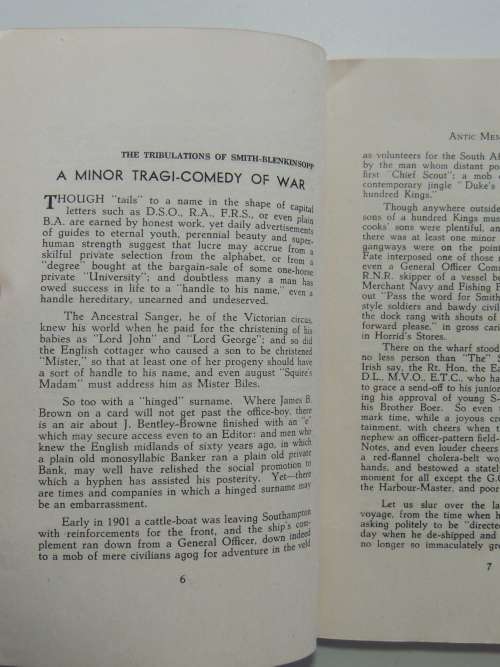 THE TRIBULATIONS OF SMITH-BLENKINSOPP
A MINOR TRAGI-COMEDY OF WAR
THOUGH "tails" to a name in the shape of capital
letters such as D.S.O., R.A., F.R.S., or even plain
B.A. are earned by honest work, yet daily advertisements
of guides to eternal youth, perennial beauty and super-
human strength suggest that lucre may accrue from a
skilful private selection from the alphabet, or from a
"degree" bought at the bargain-sale of some one-horse
private "University"; and doubtless many a man has
owed success in life to a "handle to his name," even a
handle hereditary, unearned and undeserved.
The Ancestral Sanger, he of the Victorian circus,
knew his world when he paid for the christening of his
babies as "Lord John" and "Lord George"; and so did
the English cottager who caused a son to be christened
"Mister," so that at least one of his progeny should have
a sort of handle to his name, and even august "Squire's
Madam" must address him as Mister Biles.
So too with a "hinged" surname. Where James B.
Brown on a card will not get past the office-boy, there
is an air about J. Bentley-Browne finished with an "e"
which may secure access even to an Editor: and men who
knew the English midlands of sixty years ago, in which
a plain old monosyllabic Banker ran a plain old private
Bank, may well have relished the social promotion to
which a hyphen has assisted his posterity. Yet—there
are times and companies in which a hinged surname may
be an embarrassment.
Early in 1901 a cattle-boat was leaving Southampton
with reinforcements for the front, and the ship's com-
plement ran down from a General Officer, down indeed
to a mob of mere civilians agog for adventure in the veld
6
ANTIC MEM
as volunteers for the South Af
by the man whom distant po
first "Chief Scout"; a mob
contemporary jingle "Duke's
hundred Kings."
Though anywhere outside
sons of a hundred Kings mus
cooks' sons were plentiful, an
there was at least one minor
gangways were on the poin
Fate interposed one of those
even a General Officer Com
R.N.R. skipper of a vessel be
Merchant Navy and Fishing F
out "Pass the word for Smith
style soldiers and bawdy civil
the dock rang with shouts of
forward please," in gross cari
in Horrid's Stores.
There on the wharf stood
no less person than "The" S
Irish say, the Rt. Hon. the Ea
D.L., M.V.O., E.T.C., who ha
to grace a send-off to his junior
ing his approval of young S-
his Brother Boer. So even
mark time, while a joyous cr
tainment, with cheers when t
nephew an officer-pattern field-
Notes, and even louder cheers
a red-flannel cholera-belt wo
hands, and bestowed a statel
moment for all except the G.
the Harbour-Master, and poor
Let us slur over the la
voyage, from the time when h
asking politely to be "directe
day when he de-shipped and
no longer so immaculately gre
7